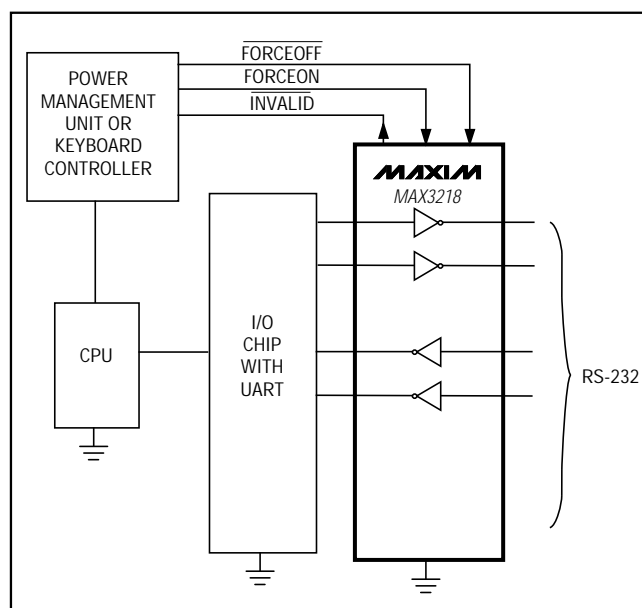 FORCEOFF
FORCEON
INVALID
POWER
MANAGEMENT
UNIT OR
KEYBOARD
CONTROLLER
MAXIM
MAX3218
I/O
CHIP
WITH
UART
CPU
RS-232